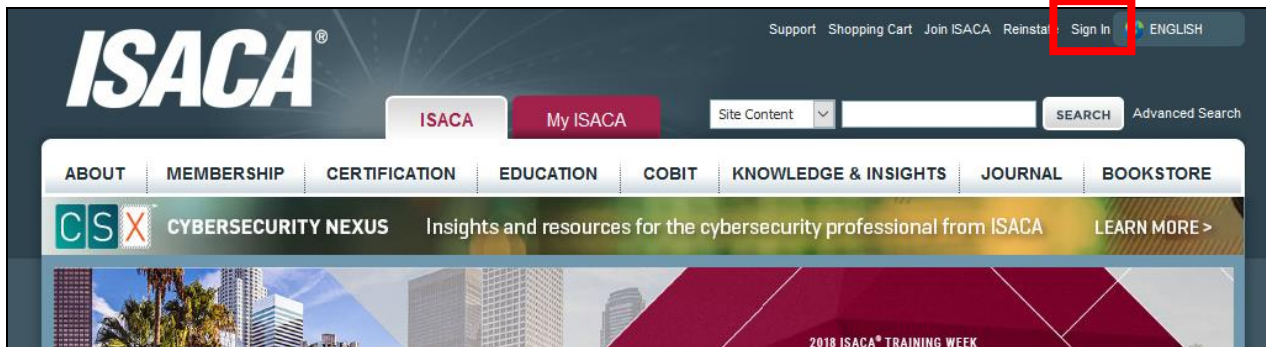 Support Shopping Cart Join ISACA Reinstate Sign In ENGLISH
ISACA®
ISACA My ISACA Site Content SEARCH Advanced Search
ABOUT MEMBERSHIP CERTIFICATION EDUCATION COBIT KNOWLEDGE & INSIGHTS JOURNAL BOOKSTORE
CSX CYBERSECURITY NEXUS Insights and resources for the cybersecurity professional from ISACA LEARN MORE >
2018 ISACA® TRAINING WEEK